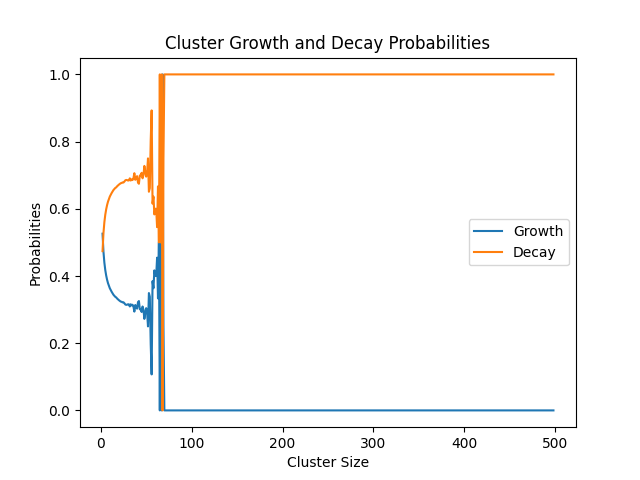 Cluster Growth and Decay Probabilities
1.0
0.8
0.6
0.4
0.2
0.0
Probabilities
Growth
Decay
0 100 200 300 400 500
Cluster Size